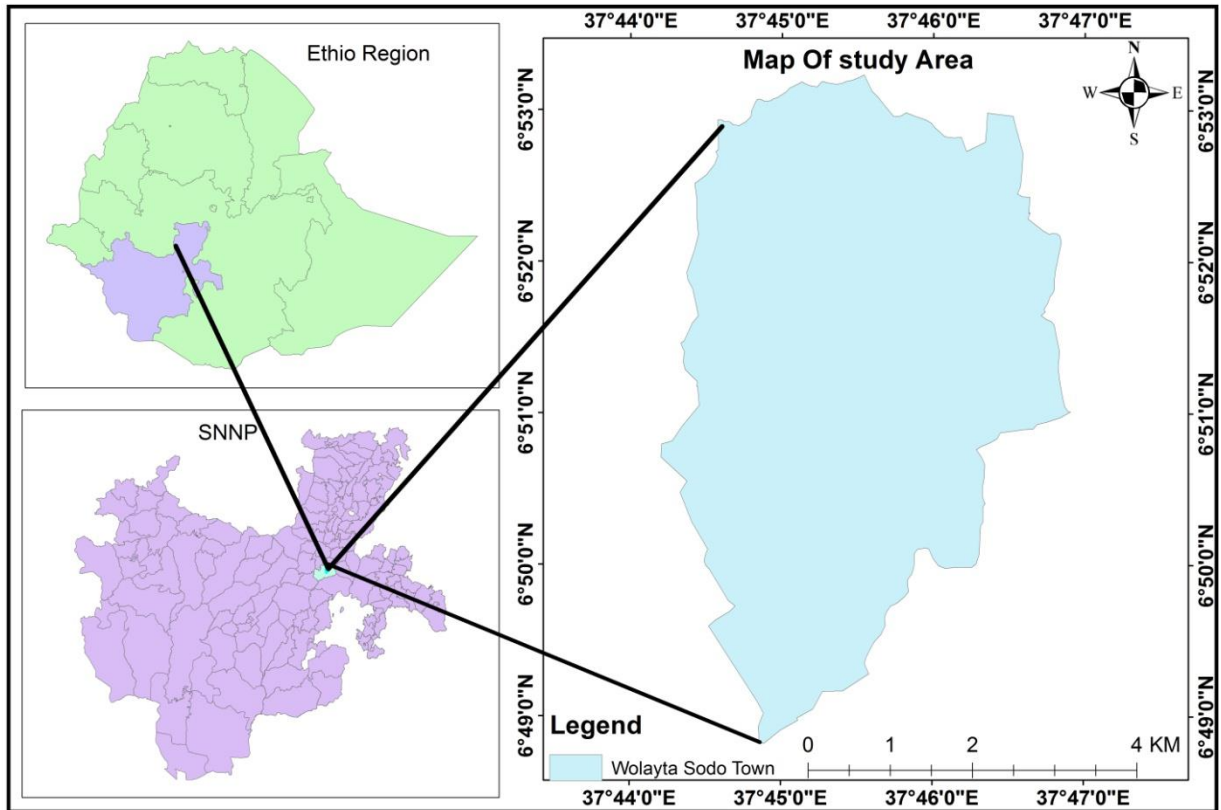 Ethio Region
SNNP
37°44'0"E 37°45'0"E 37°46'0"E 37°47'0"E
Map Of study Area
N
W E
S
6°53'0"N 6°53'0"N
6°52'0"N 6°52'0"N
6°51'0"N 6°51'0"N
6°50'0"N 6°50'0"N
6°49'0"N 6°49'0"N
Legend
Wolayta Sodo Town
0 1 2 4 KM
37°44'0"E 37°45'0"E 37°46'0"E 37°47'0"E